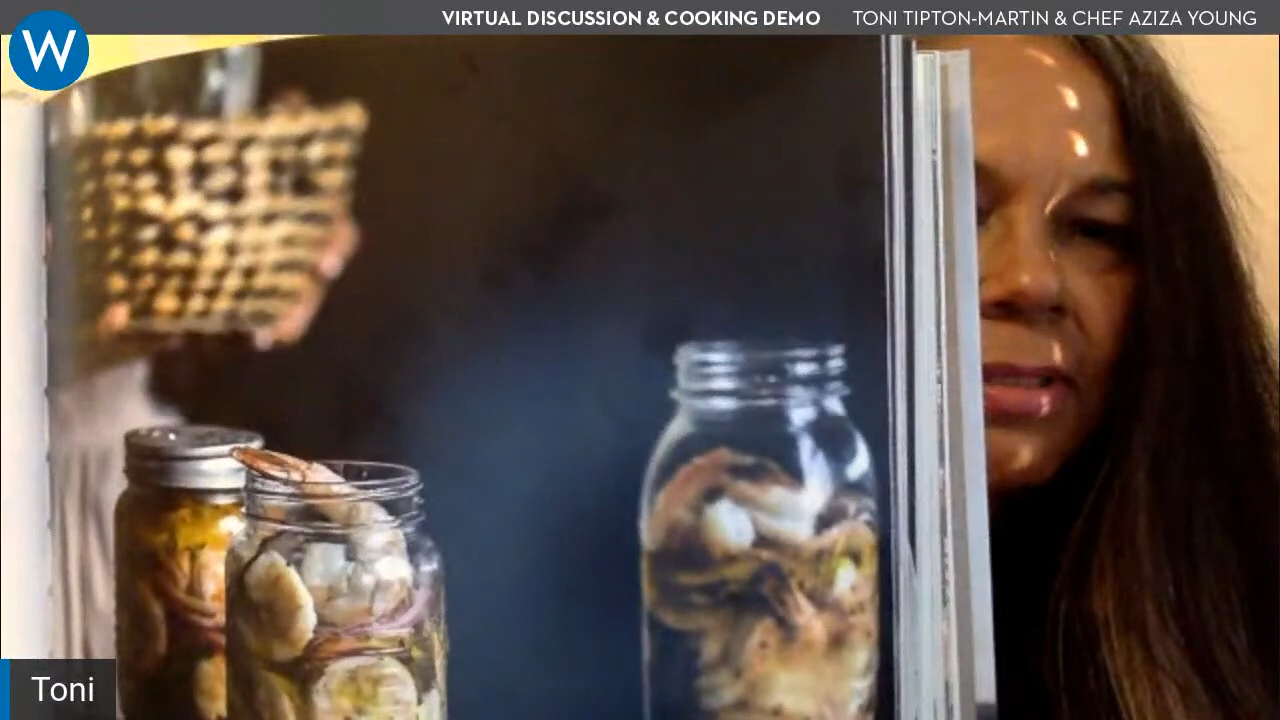 VIRTUAL DISCUSSION & COOKING DEMO TONI TIPTON-MARTIN & CHEF AZIZA YOUNG
W
Toni